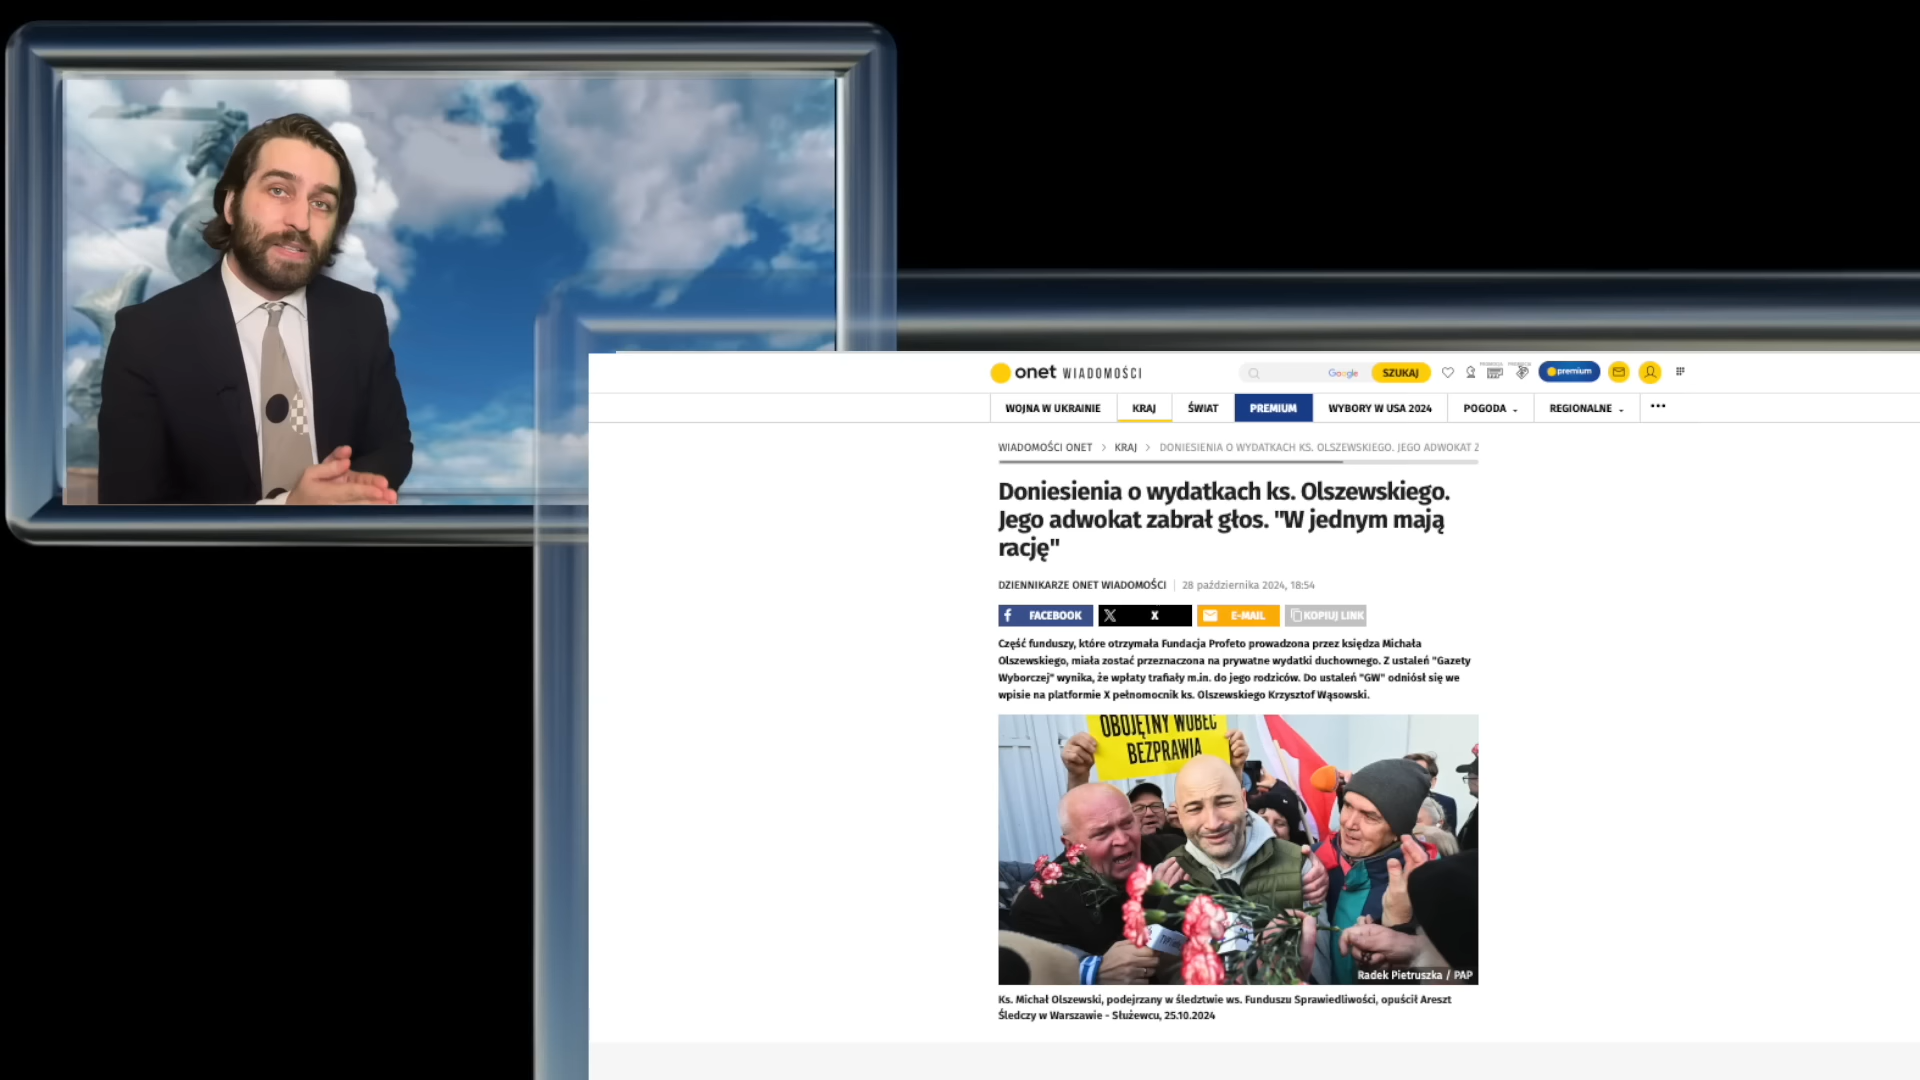 onet WIADOMOŚCI
Google
SZUKAJ
premium
WOJNA W UKRAINIE
KRAJ
ŚWIAT
PREMIUM
WYBORY W USA 2024
POGODA
REGIONALNE
WIADOMOŚCI ONET > KRAJ > DONIESIENIA O WYDATKACH KS. OLSZEWSKIEGO. JEGO ADWOKAT Z
Doniesienia o wydatkach ks. Olszewskiego.
Jego adwokat zabrał głos. "W jednym mają
rację"
DZIENNIKARZE ONET WIADOMOŚCI | 28 października 2024, 18:54
FACEBOOK
X
E-MAIL
KOPIUJ LINK
Część funduszy, które otrzymała Fundacja Profeto prowadzona przez księdza Michała
Olszewskiego, miała zostać przeznaczona na prywatne wydatki duchownego. Z ustaleń "Gazety
Wyborczej" wynika, że wpłaty trafiały m.in. do jego rodziców. Do ustaleń "GW" odniósł się we
wpisie na platformie X pełnomocnik ks. Olszewskiego Krzysztof Wąsowski.
OBOJĘTNY WOBEC
BEZPRAWIA
Radek Pietruszka / PAP
Ks. Michał Olszewski, podejrzany w śledztwie ws. Funduszu Sprawiedliwości, opuścił Areszt
Śledczy w Warszawie - Służewcu, 25.10.2024